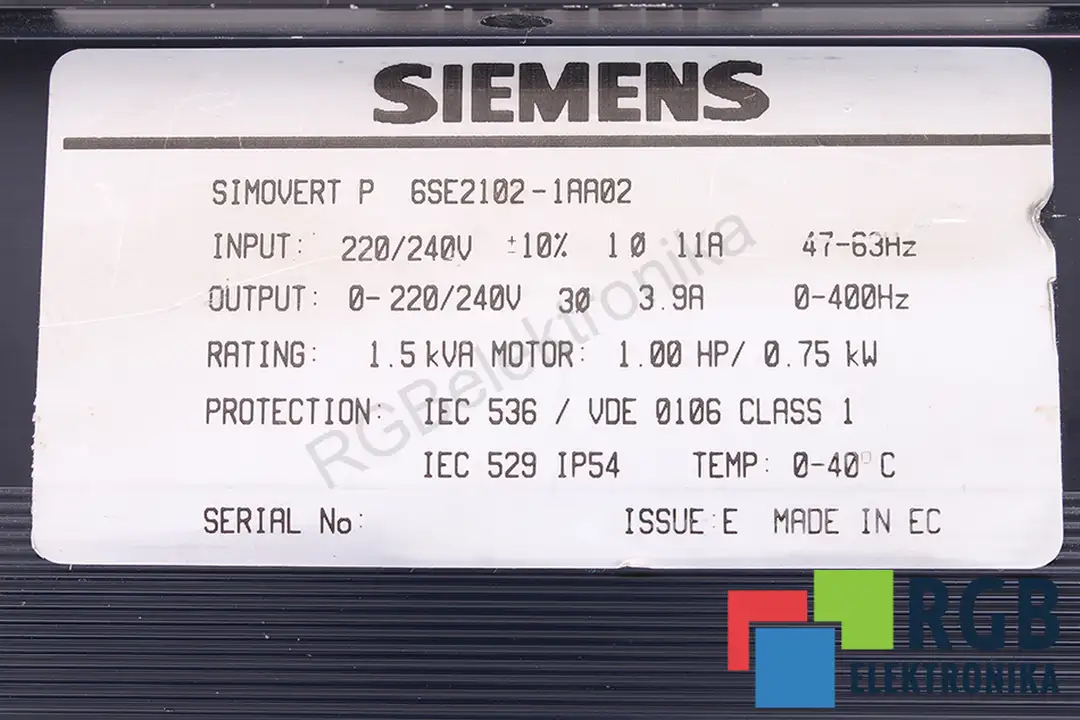 SIEMENS
SIMOVERT P 6SE2102-1AA02
INPUT: 220/240V ±10% 1Ø 11A 47-63Hz
OUTPUT: 0-220/240V 3Ø 3.9A 0-400Hz
RATING: 1.5kVA MOTOR: 1.00 HP/ 0.75 kW
PROTECTION: IEC 536 / VDE 0106 CLASS 1
IEC 529 IP54 TEMP: 0-40°C
SERIAL No:
ISSUE:E MADE IN EC
RGBelektronika
RGB
ELEKTRONIKA